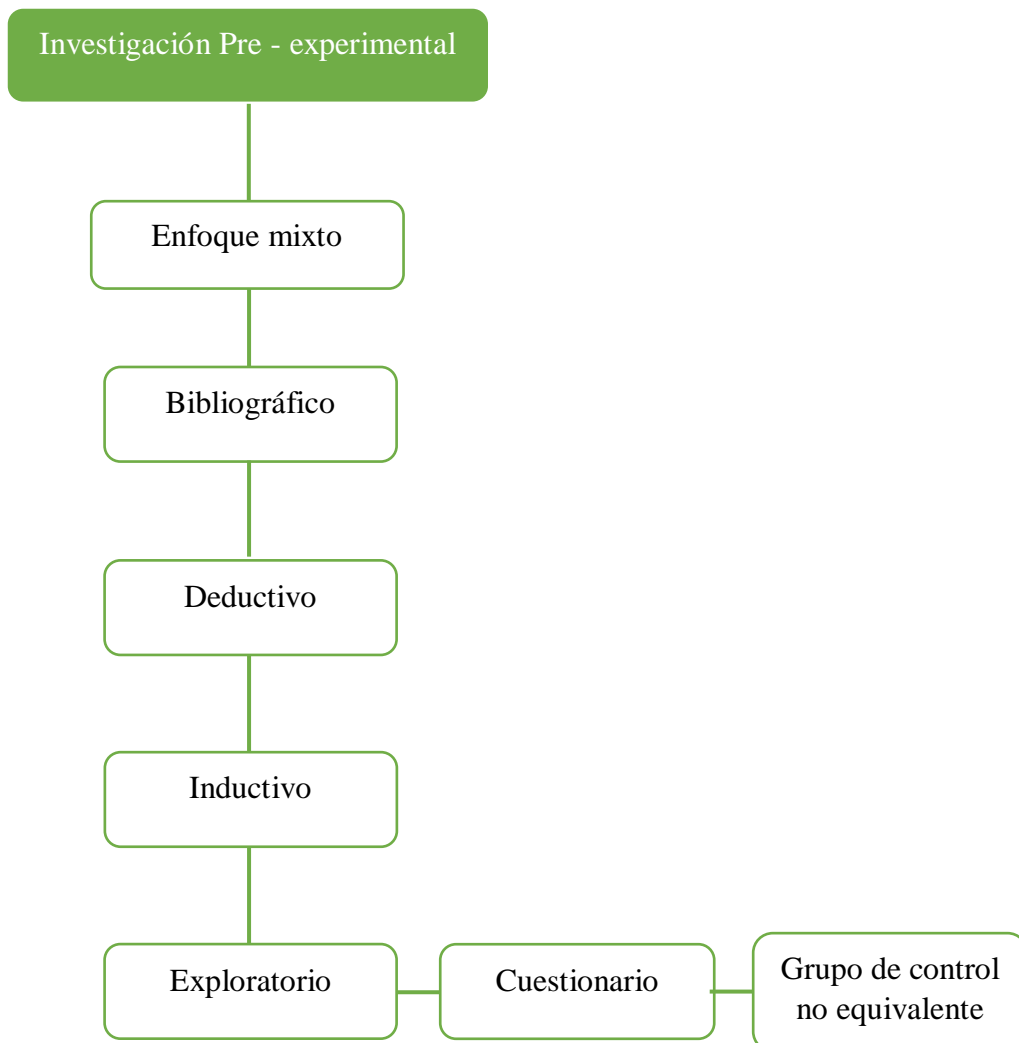 Investigación Pre - experimental
Enfoque mixto
Bibliográfico
Deductivo
Inductivo
Exploratorio
Cuestionario
Grupo de control
no equivalente